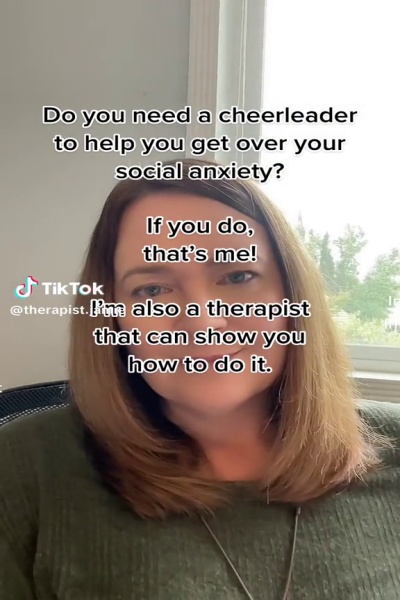 Do you need a cheerleader
to help you get over your
social anxiety?
If you do,
that's me!
TikTok
I'm also a therapist
that can show you
how to do it.